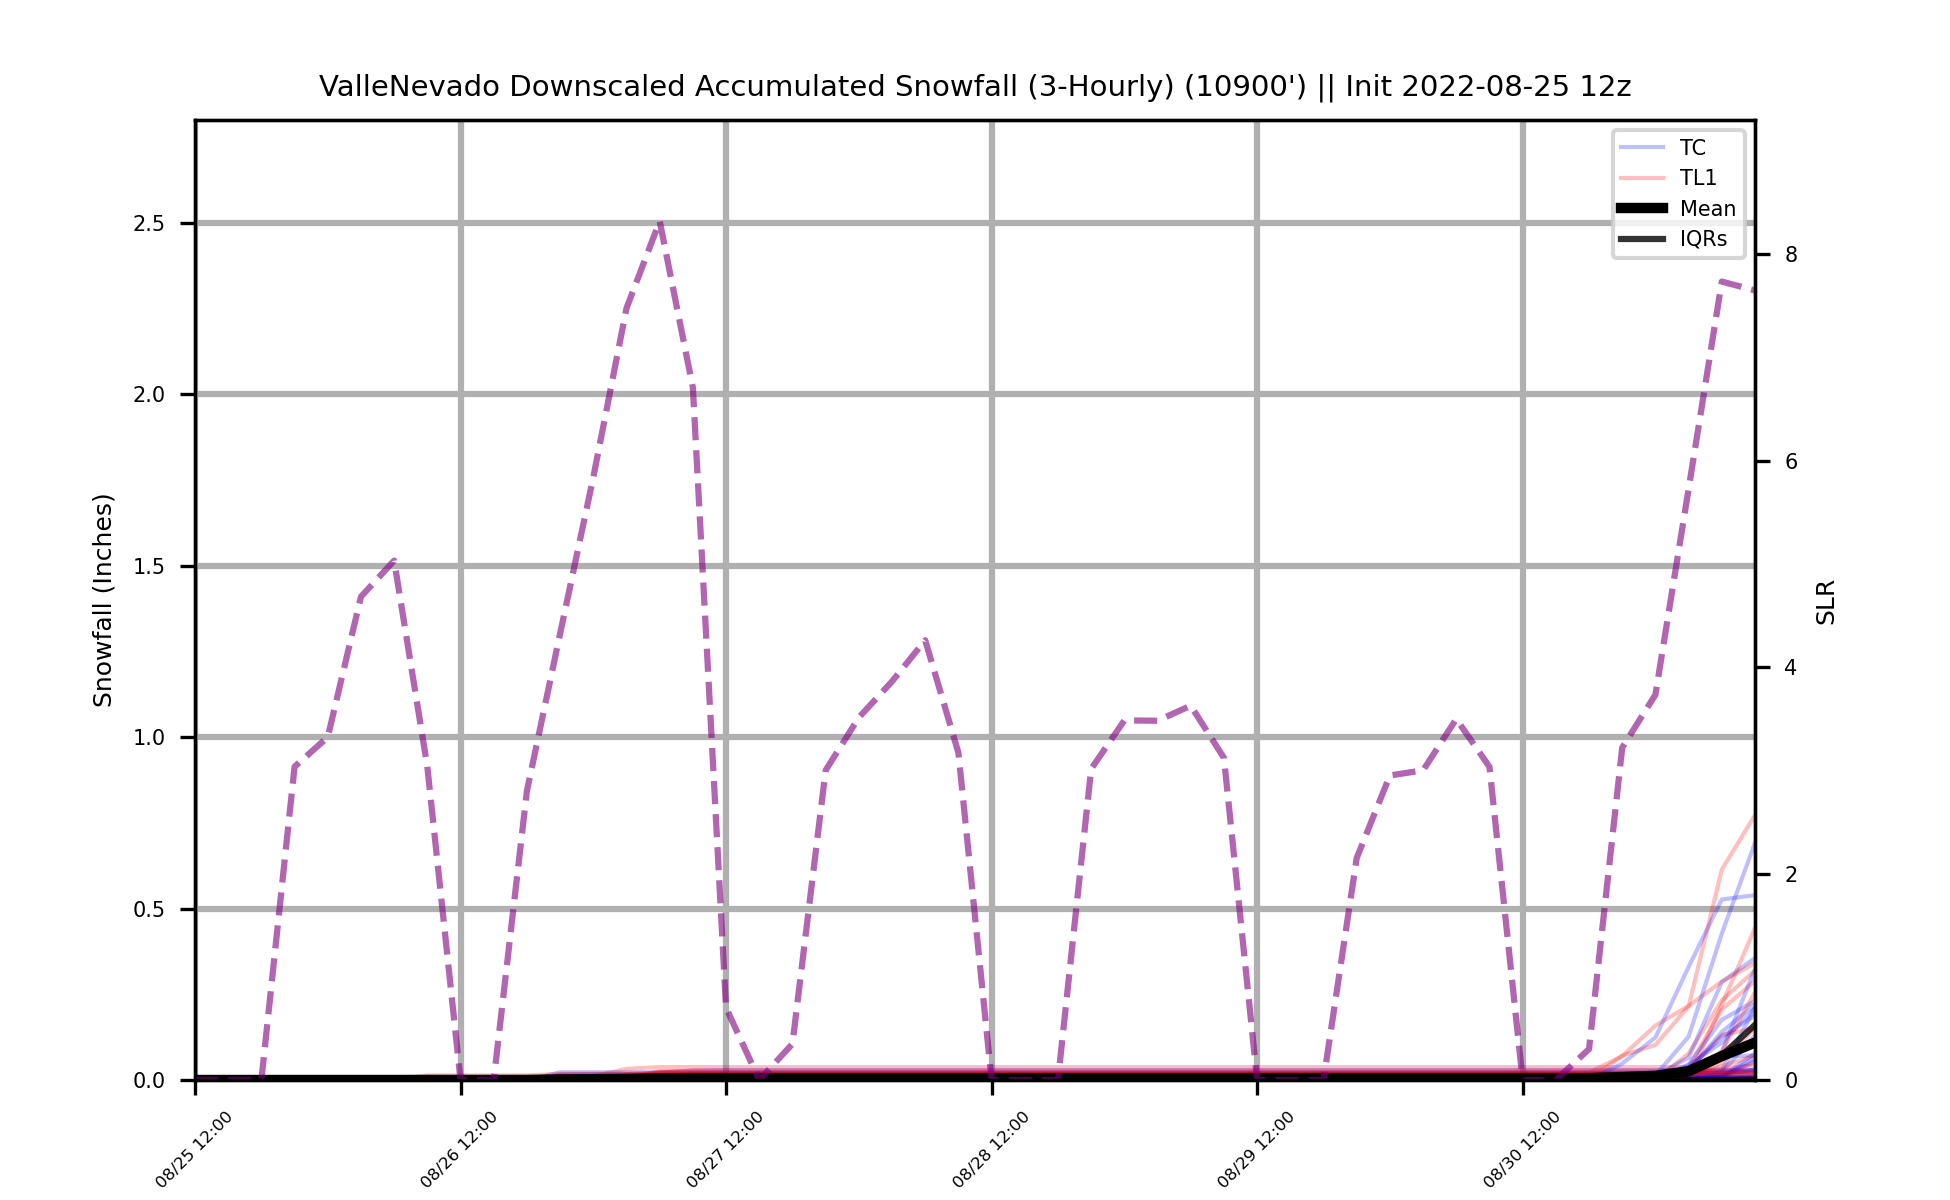 ValleNevado Downscaled Accumulated Snowfall (3-Hourly) (10900') || Init 2022-08-25 12z
TC
TL1
Mean
IQRs
Snowfall (Inches)
2.5
2.0
1.5
1.0
0.5
0.0
8
6
4
2
0
SLR
08/25 12:00
08/26 12:00
08/27 12:00
08/28 12:00
08/29 12:00
08/30 12:00